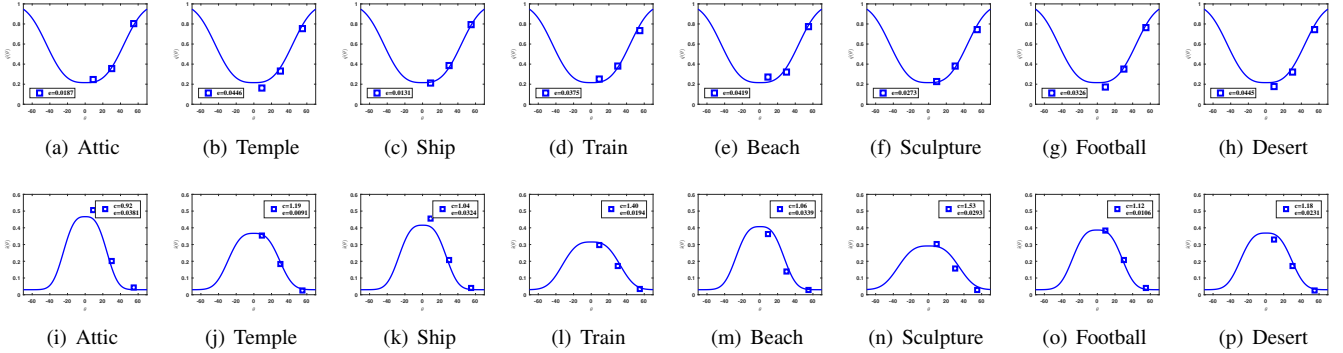 e=0.0187
e=0.0446
e=0.0131
e=0.0375
e=0.0419
e=0.0273
e=0.0326
e=0.0445
(a) Attic
(b) Temple
(c) Ship
(d) Train
(e) Beach
(f) Sculpture
(g) Football
(h) Desert
c=0.92
e=0.0381
c=1.19
e=0.0091
c=1.04
e=0.0324
c=1.40
e=0.0194
c=1.06
e=0.0339
c=1.53
e=0.0293
c=1.12
e=0.0106
c=1.18
e=0.0231
(i) Attic
(j) Temple
(k) Ship
(l) Train
(m) Beach
(n) Sculpture
(o) Football
(p) Desert